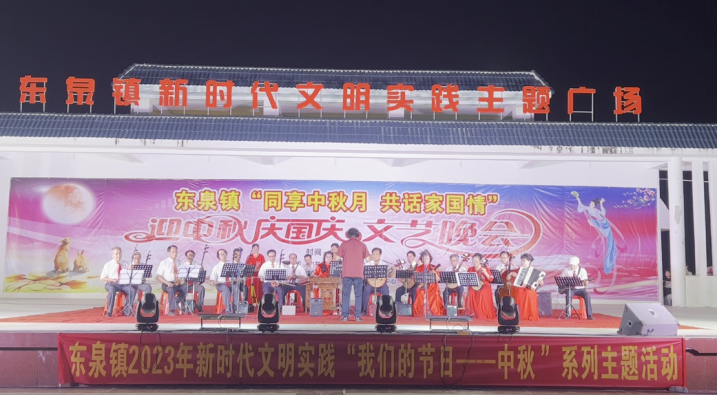 东泉镇新时代文明实践主题广场
东泉镇“同享中秋月 共话家国情”
迎中秋庆国庆文艺晚会
东泉镇2023年新时代文明实践“我们的节日——中秋”系列主题活动